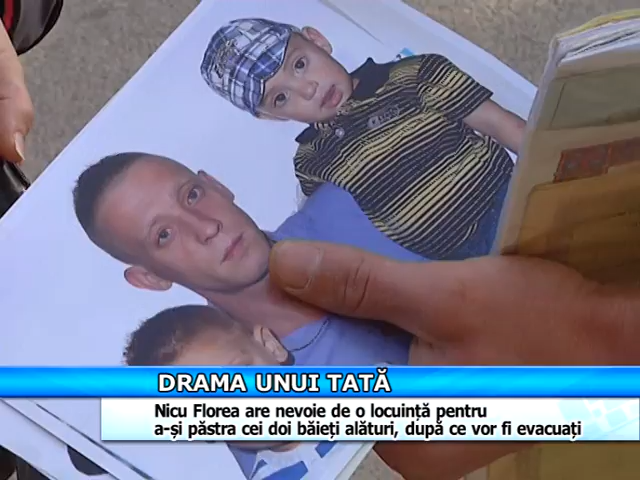 DRAMA UNUI TATĂ
Nicu Florea are nevoie de o locuință pentru
a-și păstra cei doi băieți alături, după ce vor fi evacuați